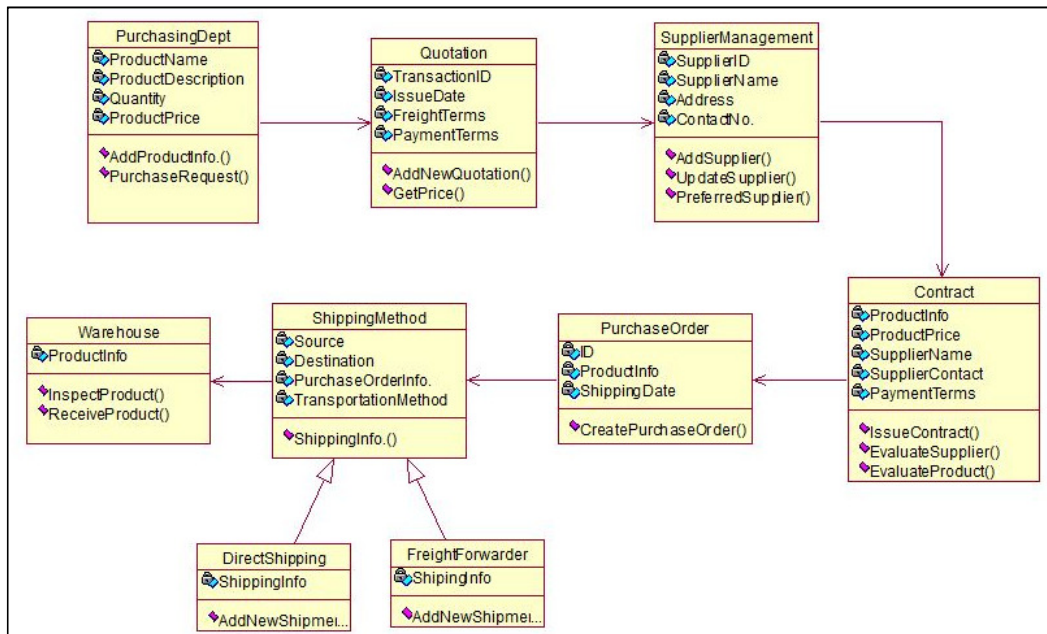 PurchasingDept
ProductName
ProductDescription
Quantity
ProductPrice
AddProductInfo.()
PurchaseRequest()
Quotation
TransactionID
IssueDate
FreightTerms
PaymentTerms
AddNewQuotation()
GetPrice()
SupplierManagement
SupplierID
SupplierName
Address
ContactNo.
AddSupplier()
UpdateSupplier()
PreferredSupplier()
Contract
ProductInfo
ProductPrice
SupplierName
SupplierContact
PaymentTerms
IssueContract()
EvaluateSupplier()
EvaluateProduct()
PurchaseOrder
ID
ProductInfo
ShippingDate
CreatePurchaseOrder()
ShippingMethod
Source
Destination
PurchaseOrderInfo.
TransportationMethod
ShippingInfo.()
Warehouse
ProductInfo
InspectProduct()
ReceiveProduct()
DirectShipping
ShippingInfo
AddNewShipmei...
FreightForwarder
ShipingInfo
AddNewShipmei...